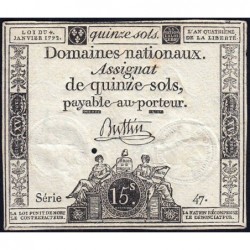 LOI DU 4.
JANVIER 1792.
quinze sols.
L'AN QUATRIÈME
DE LA LIBERTÉ.
Domaines nationaux.
Assignat
de quinze sols,
payable au porteur.
Buttin
Série
47.
15.s
LA LOI PUNIT DE MORT
LE CONTREFACTEUR.
LA NATION RÉCOMPENSE
LE DÉNONCIATEUR.